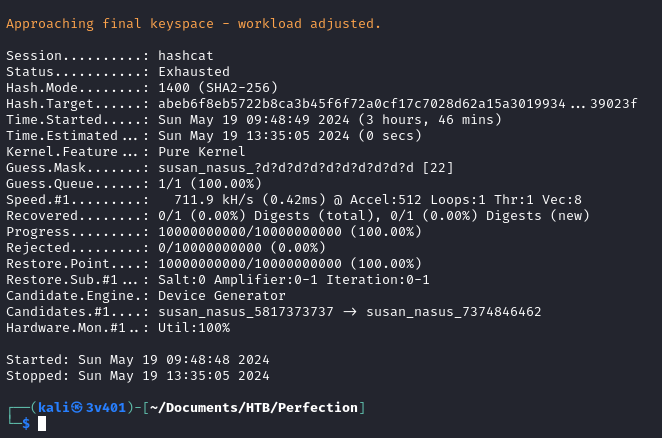 Approaching final keyspace - workload adjusted.
Session..........: hashcat
Status...........: Exhausted
Hash.Mode........: 1400 (SHA2-256)
Hash.Target......: abeb6f8eb5722b8ca3b45f6f72a0cf17c7028d62a15a3019934...39023f
Time.Started.....: Sun May 19 09:48:49 2024 (3 hours, 46 mins)
Time.Estimated...: Sun May 19 13:35:05 2024 (0 secs)
Kernel.Feature...: Pure Kernel
Guess.Mask.......: susan_nasus_?d?d?d?d?d?d?d?d?d?d [22]
Guess.Queue......: 1/1 (100.00%)
Speed.#1.........:   711.9 kH/s (0.42ms) @ Accel:512 Loops:1 Thr:1 Vec:8
Recovered........: 0/1 (0.00%) Digests (total), 0/1 (0.00%) Digests (new)
Progress.........: 10000000000/10000000000 (100.00%)
Rejected.........: 0/10000000000 (0.00%)
Restore.Point....: 10000000000/10000000000 (100.00%)
Restore.Sub.#1...: Salt:0 Amplifier:0-1 Iteration:0-1
Candidate.Engine.: Device Generator
Candidates.#1....: susan_nasus_5817373737 -> susan_nasus_7374846462
Hardware.Mon.#1..: Util:100%
Started: Sun May 19 09:48:48 2024
Stopped: Sun May 19 13:35:05 2024
┌──(kali㉿3v401)-[~/Documents/HTB/Perfection]
└─$